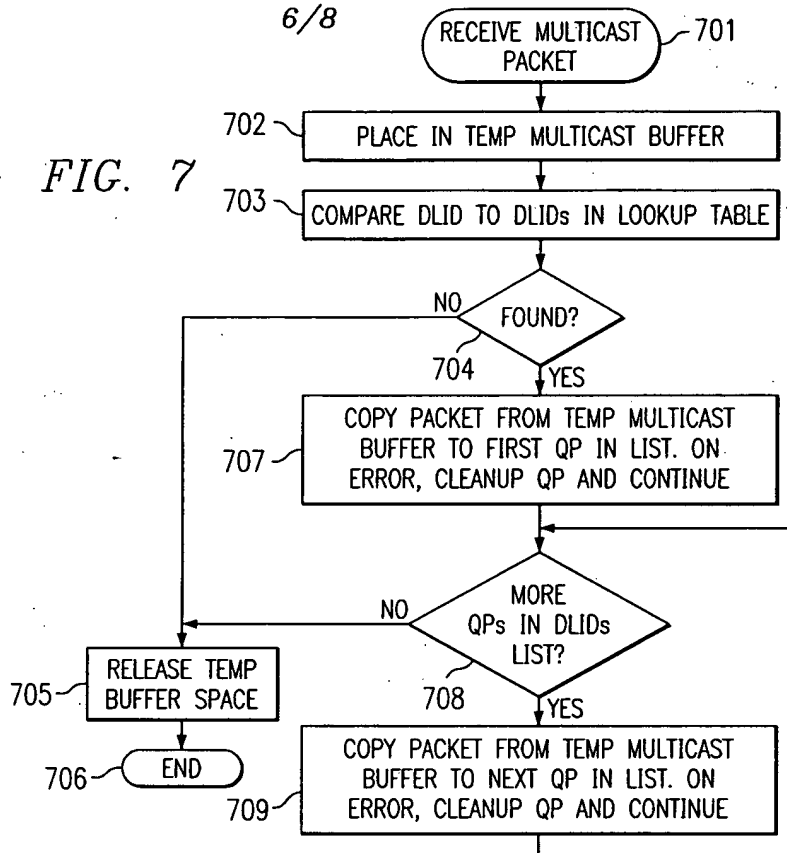 6/8
FIG. 7
RECEIVE MULTICAST
PACKET
701
702
PLACE IN TEMP MULTICAST BUFFER
703
COMPARE DLID TO DLIDs IN LOOKUP TABLE
NO
FOUND?
704
YES
707
COPY PACKET FROM TEMP MULTICAST
BUFFER TO FIRST QP IN LIST. ON
ERROR, CLEANUP QP AND CONTINUE
NO
MORE
QPs IN DLIDs
LIST?
708
YES
705
RELEASE TEMP
BUFFER SPACE
706
END
709
COPY PACKET FROM TEMP MULTICAST
BUFFER TO NEXT QP IN LIST. ON
ERROR, CLEANUP QP AND CONTINUE